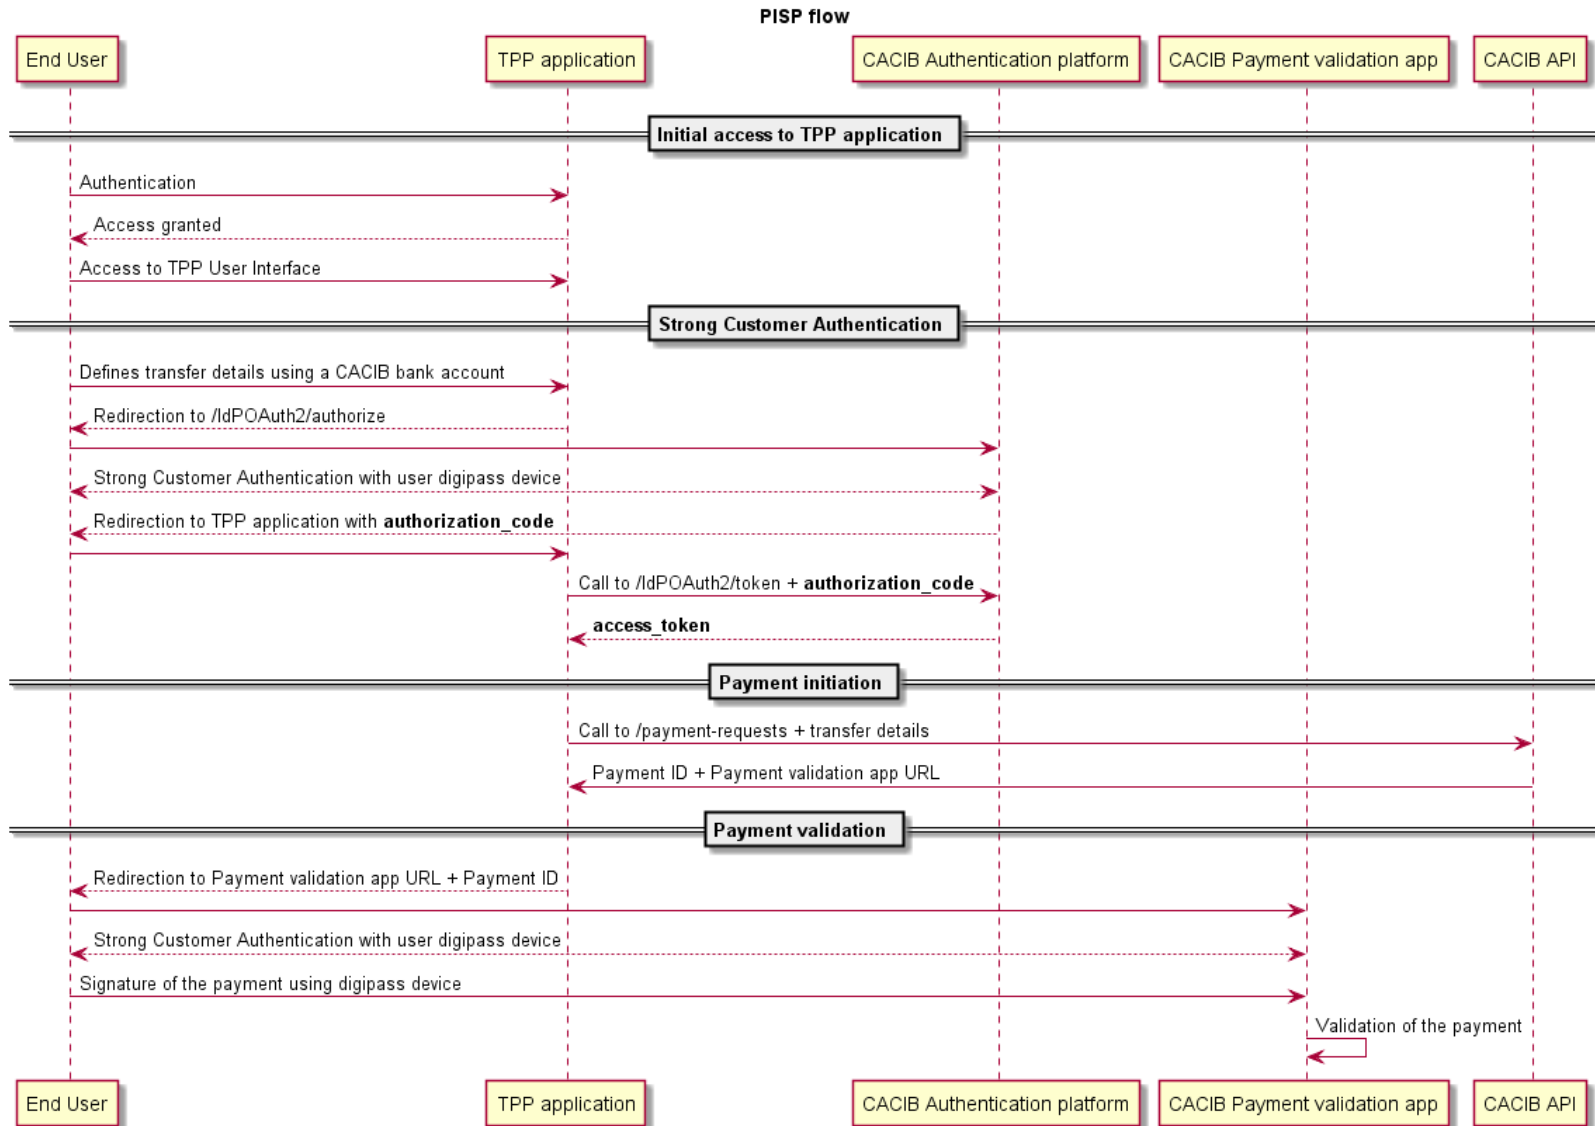 PISP flow
End User
TPP application
CACIB Authentication platform
CACIB Payment validation app
CACIB API
Initial access to TPP application
Authentication
Access granted
Access to TPP User Interface
Strong Customer Authentication
Defines transfer details using a CACIB bank account
Redirection to /IdPOAuth2/authorize
Strong Customer Authentication with user digipass device
Redirection to TPP application with authorization_code
Call to /IdPOAuth2/token + authorization_code
access_token
Payment initiation
Call to /payment-requests + transfer details
Payment ID + Payment validation app URL
Payment validation
Redirection to Payment validation app URL + Payment ID
Strong Customer Authentication with user digipass device
Signature of the payment using digipass device
Validation of the payment
End User
TPP application
CACIB Authentication platform
CACIB Payment validation app
CACIB API